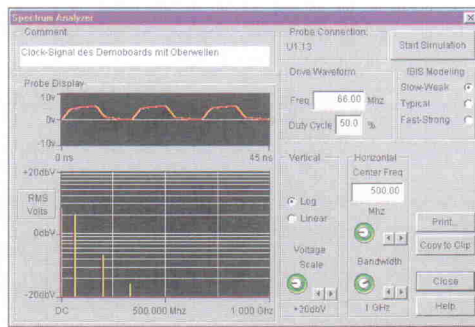 Spectrum Analyzer
Comment
Clock-Signal des Demoboards mit Oberwellen
Probe Connection:
U1.13
Start Simulation
Drive Waveform
Freq 66.00 Mhz
Duty Cycle 50.0 %
IBIS Modeling
Slow-Weak
Typical
Fast-Strong
Probe Display
10v
0v
-10v
0 ns
45 ns
+20dbV
RMS
Volts
0dbV
-20dbV
DC
500.000 Mhz
1.000 GHz
Vertical
Log
Linear
Voltage
Scale
+20dbV
Horizontal
Center Freq
500.00
Mhz
Bandwidth
1 GHz
Print...
Copy to Clip
Close
Help